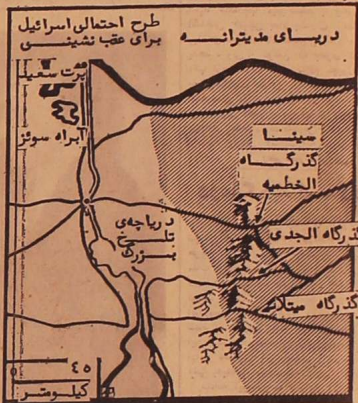 طرح احتمالی اسرائیل
برای عقب نشینی
دریای مدیترانه
پرت سعید
آبراه سوئز
سینا
گذرگاه
الخطمیه
گذرگاه الجدی
گذرگاه میتلا
دریاچه‌ی
تلخ
بزرگ
٤٥
کیلومتر